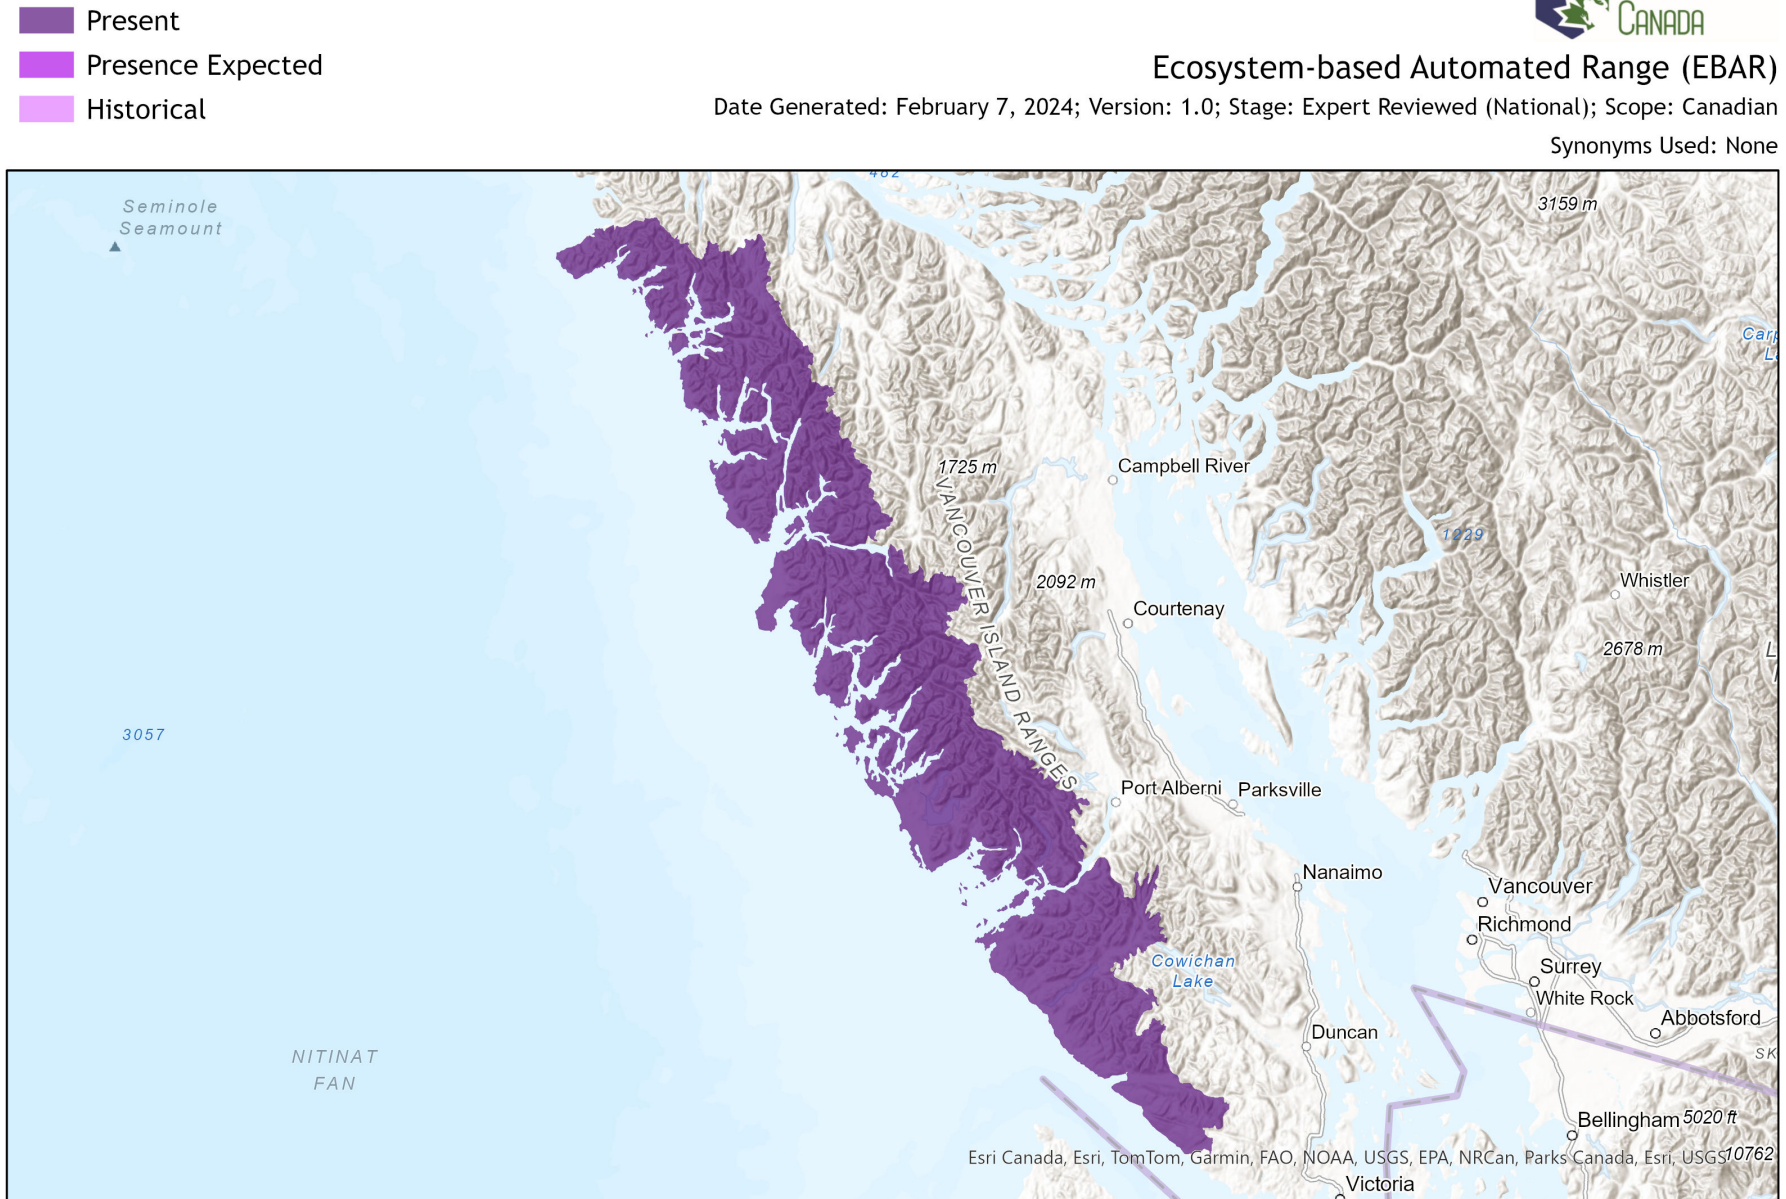 Present
Presence Expected
Historical
CANADA
Ecosystem-based Automated Range (EBAR)
Date Generated: February 7, 2024; Version: 1.0; Stage: Expert Reviewed (National); Scope: Canadian
Synonyms Used: None
482
Seminole
Seamount
3159 m
1725 m
Campbell River
VANCOUVER ISLAND RANGES
1229
2092 m
Whistler
Courtenay
2678 m
3057
Port Alberni
Parksville
Nanaimo
Vancouver
Richmond
Cowichan
Lake
Surrey
White Rock
Abbotsford
Duncan
SK
NITINAT
FAN
Bellingham
5020 ft
Esri Canada, Esri, TomTom, Garmin, FAO, NOAA, USGS, EPA, NRCan, Parks Canada, Esri, USGS
10762
Victoria